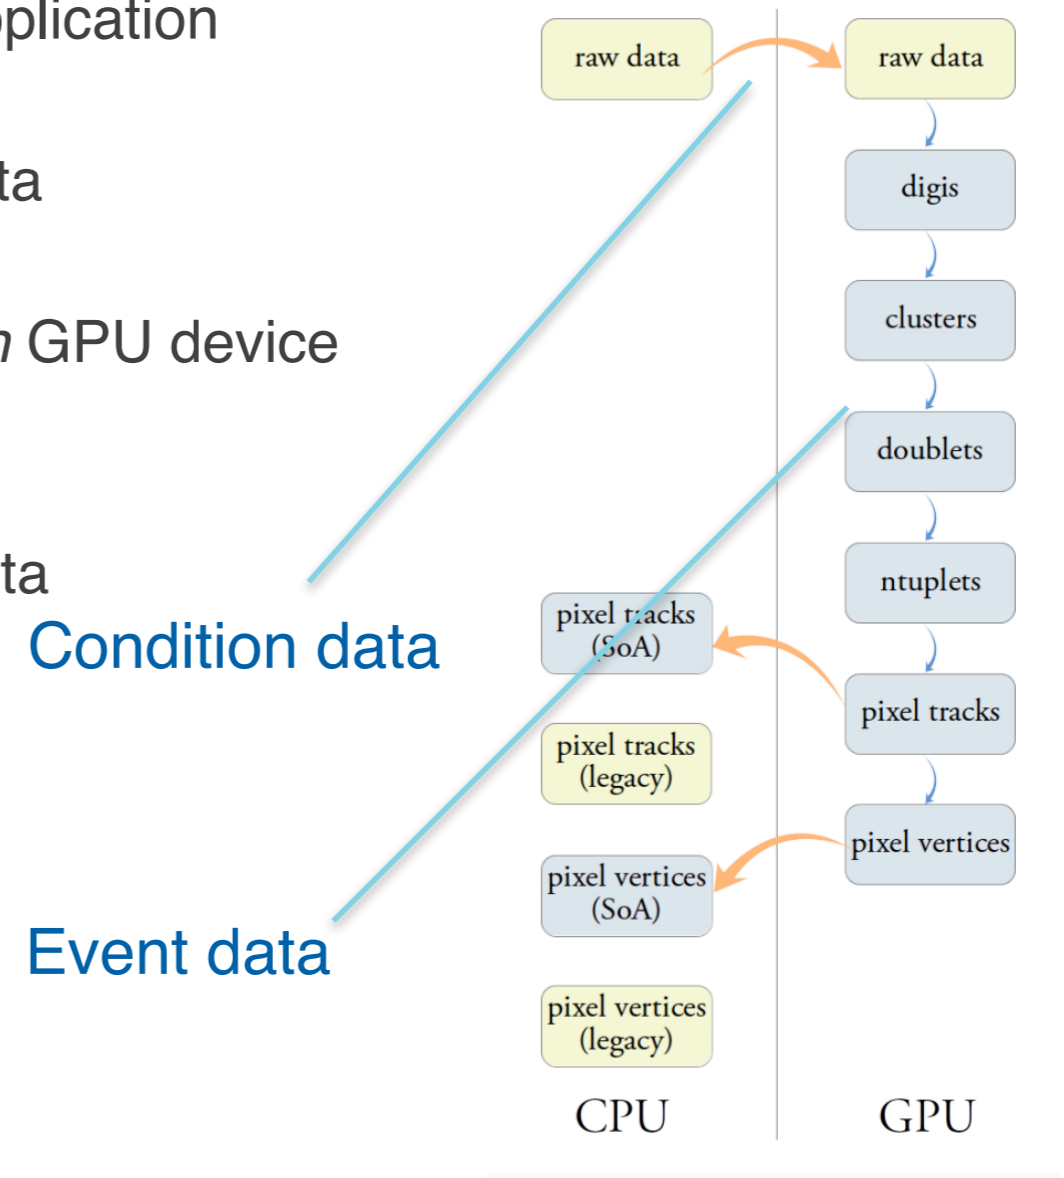 plication
ta
n GPU device
ta
Condition data
Event data
raw data
pixel tracks
(SoA)
pixel tracks
(legacy)
pixel vertices
(SoA)
pixel vertices
(legacy)
CPU
raw data
digis
clusters
doublets
ntuplets
pixel tracks
pixel vertices
GPU